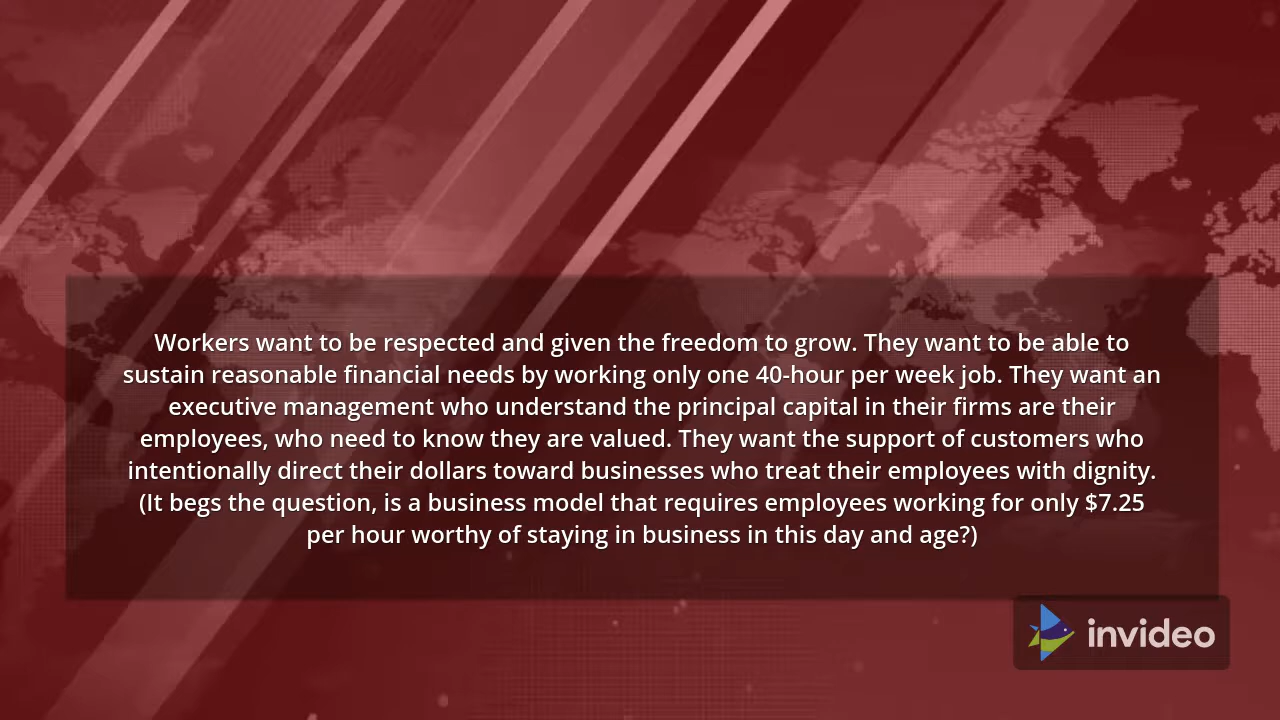 Workers want to be respected and given the freedom to grow. They want to be able to
sustain reasonable financial needs by working only one 40-hour per week job. They want an
executive management who understand the principal capital in their firms are their
employees, who need to know they are valued. They want the support of customers who
intentionally direct their dollars toward businesses who treat their employees with dignity.
(It begs the question, is a business model that requires employees working for only $7.25
per hour worthy of staying in business in this day and age?)
invideo